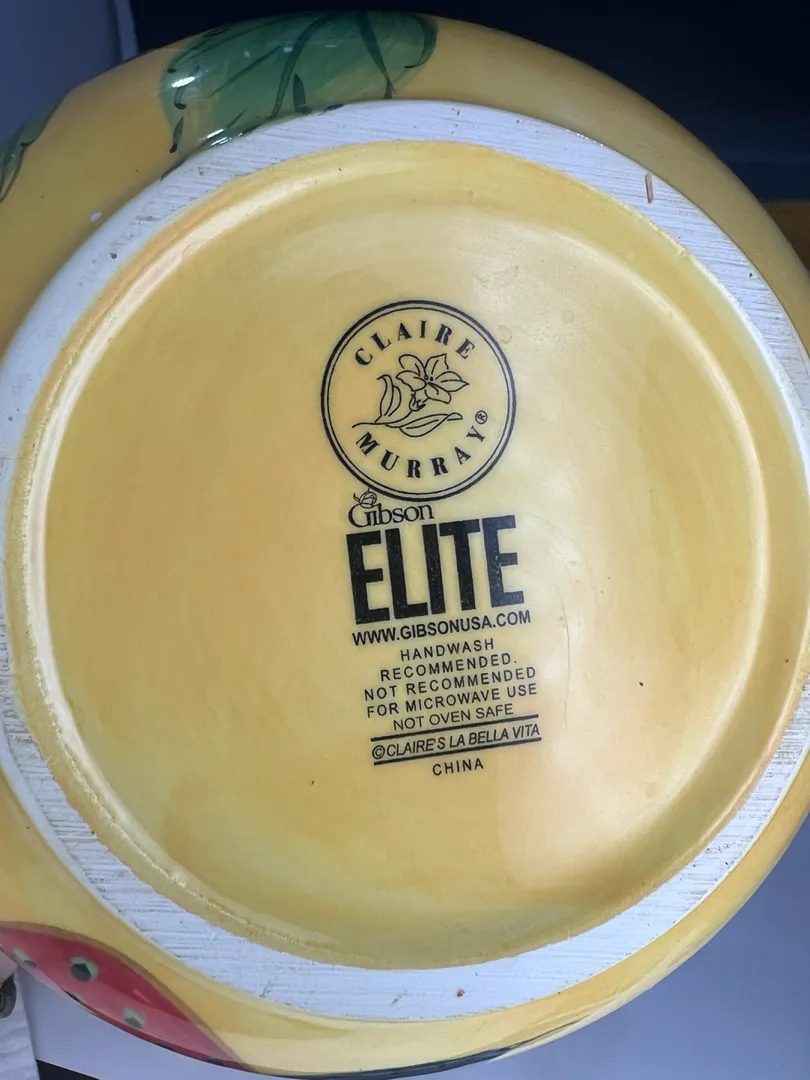 CLAIRE
MURRAY®
Gibson
ELITE
WWW.GIBSONUSA.COM
HANDWASH
RECOMMENDED.
NOT RECOMMENDED
FOR MICROWAVE USE
NOT OVEN SAFE
©CLAIRE'S LA BELLA VITA
CHINA